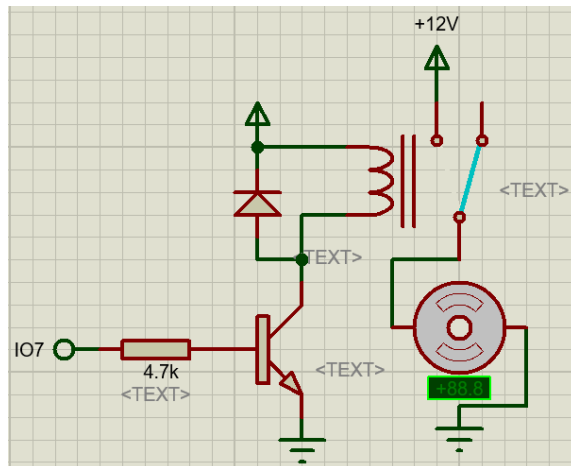 +12V
<TEXT>
<TEXT>
IO7
4.7k
<TEXT>
<TEXT>
+88.8